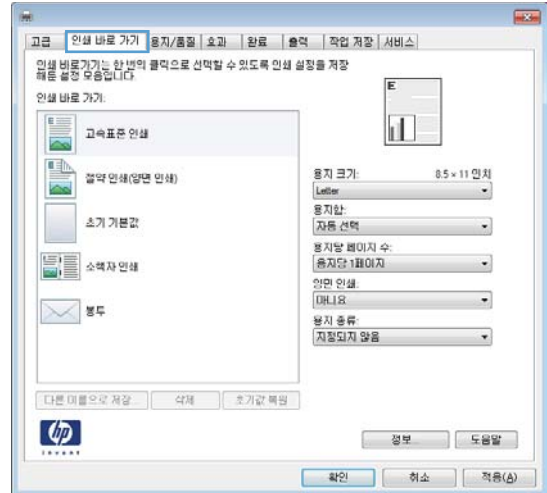 고급 인쇄 바로 가기 용지/품질 효과 완료 출력 작업 저장 서비스
인쇄 바로가기는 한 번의 클릭으로 선택할 수 있도록 인쇄 설정을 저장
해둔 설정 모음입니다.
인쇄 바로 가기:
고속표준 인쇄
절약 인쇄(양면 인쇄)
초기 기본값
소책자 인쇄
봉투
E
용지 크기: 8.5 × 11 인치
Letter
용지함:
자동 선택
용지당 페이지 수:
용지당 1페이지
양면 인쇄:
아니요
용지 종류:
지정되지 않음
다른 이름으로 저장... 삭제 초기값 복원
hp
invent
정보... 도움말
확인 취소 적용(A)